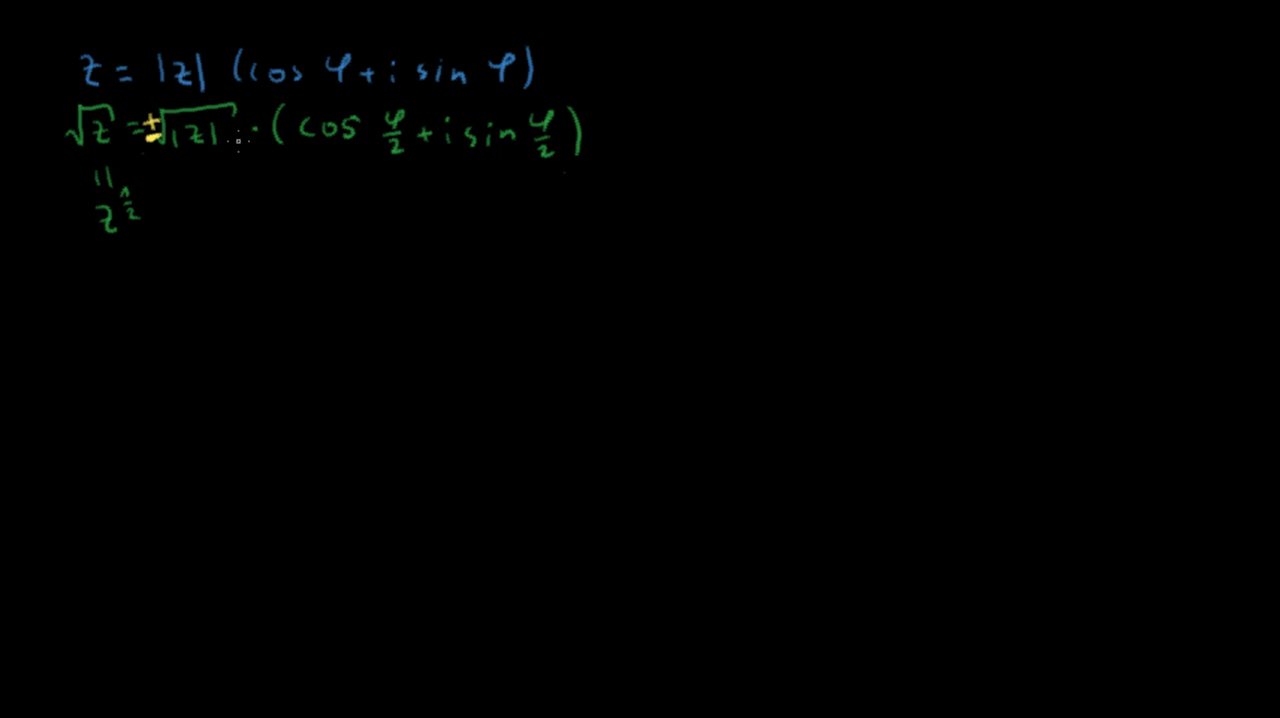 z = |z| (cos φ + i sin φ)
√z = ±√|z| · (cos φ/2 + i sin φ/2)
||
z^1/2